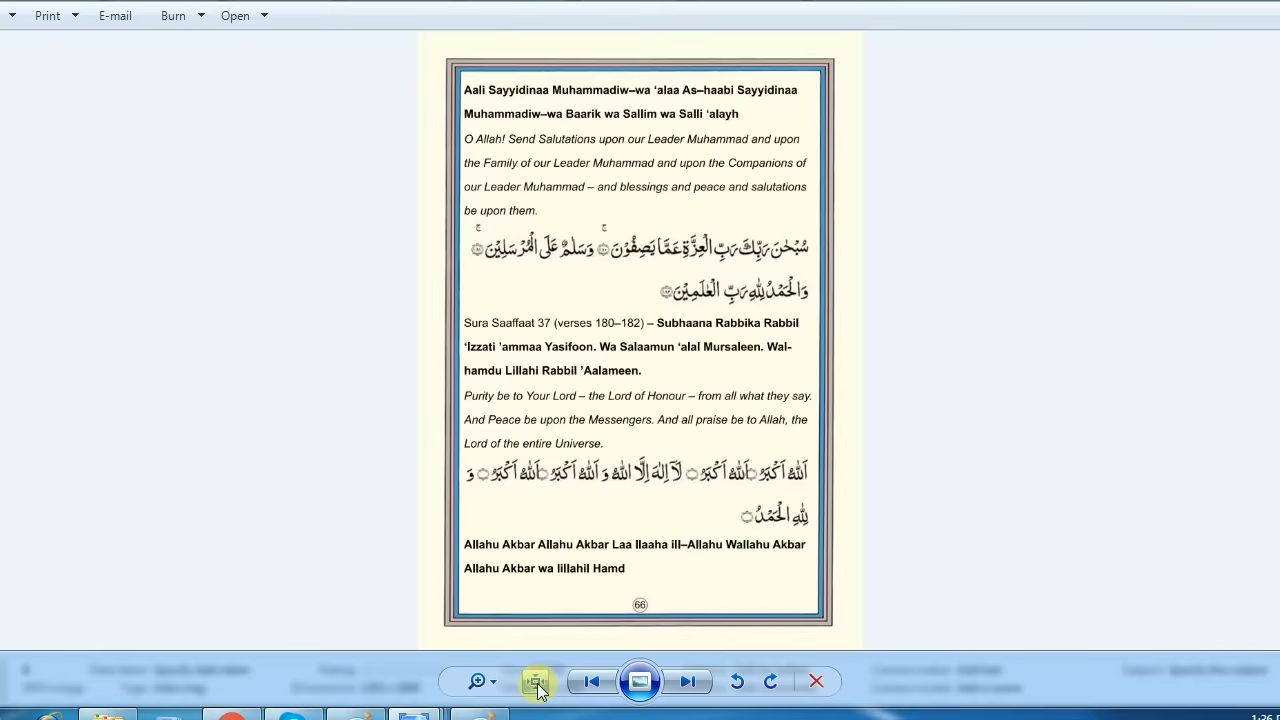 Print E-mail Burn Open
Aali Sayyidinaa Muhammadiw–wa ‘alaa As–haabi Sayyidinaa
Muhammadiw–wa Baarik wa Sallim wa Salli ‘alayh
O Allah! Send Salutations upon our Leader Muhammad and upon
the Family of our Leader Muhammad and upon the Companions of
our Leader Muhammad – and blessings and peace and salutations
be upon them.
سُبْحٰنَ رَبِّكَ رَبِّ الْعِزَّةِ عَمَّا يَصِفُوْنَ ۚ وَسَلٰمٌ عَلَى الْمُرْسَلِيْنَ ۚ
وَالْحَمْدُ لِلّٰهِ رَبِّ الْعٰلَمِيْنَ
Sura Saaffaat 37 (verses 180–182) – Subhaana Rabbika Rabbil
‘Izzati ’ammaa Yasifoon. Wa Salaamun ‘alal Mursaleen. Wal-
hamdu Lillahi Rabbil ’Aalameen.
Purity be to Your Lord – the Lord of Honour – from all what they say.
And Peace be upon the Messengers. And all praise be to Allah, the
Lord of the entire Universe.
اَللّٰهُ اَكْبَرُ ۝ اَللّٰهُ اَكْبَرُ ۝ لَآ اِلٰهَ اِلَّا اللّٰهُ وَ اَللّٰهُ اَكْبَرُ ۝ اَللّٰهُ اَكْبَرُ ۝ وَ
لِلّٰهِ الْحَمْدُ ۝
Allahu Akbar Allahu Akbar Laa Ilaaha ill–Allahu Wallahu Akbar
Allahu Akbar wa lillahil Hamd
66